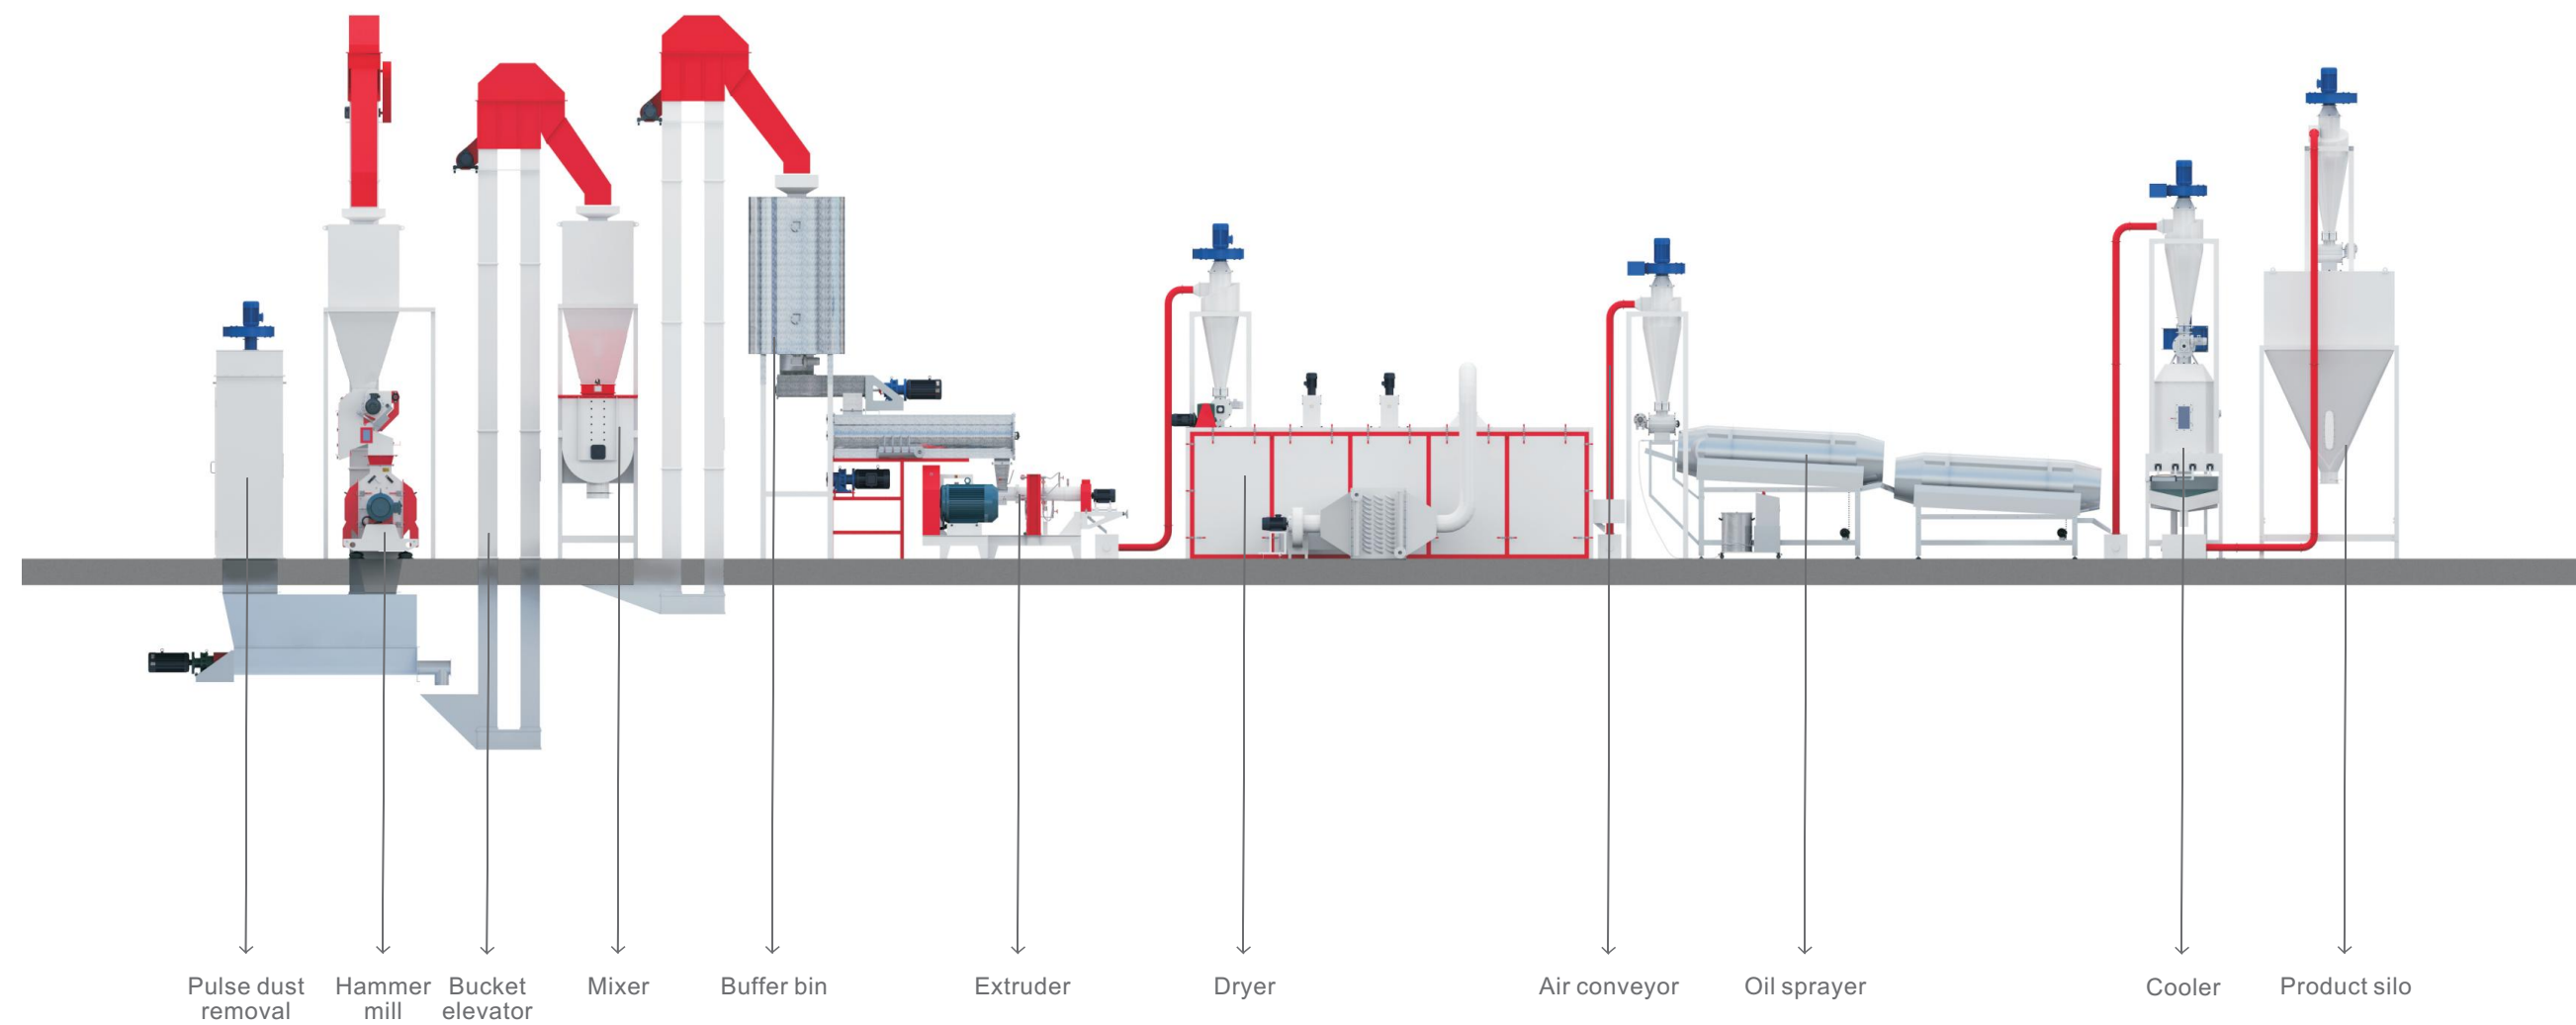 Pulse dust
removal
Hammer
mill
Bucket
elevator
Mixer
Buffer bin
Extruder
Dryer
Air conveyor
Oil sprayer
Cooler
Product silo